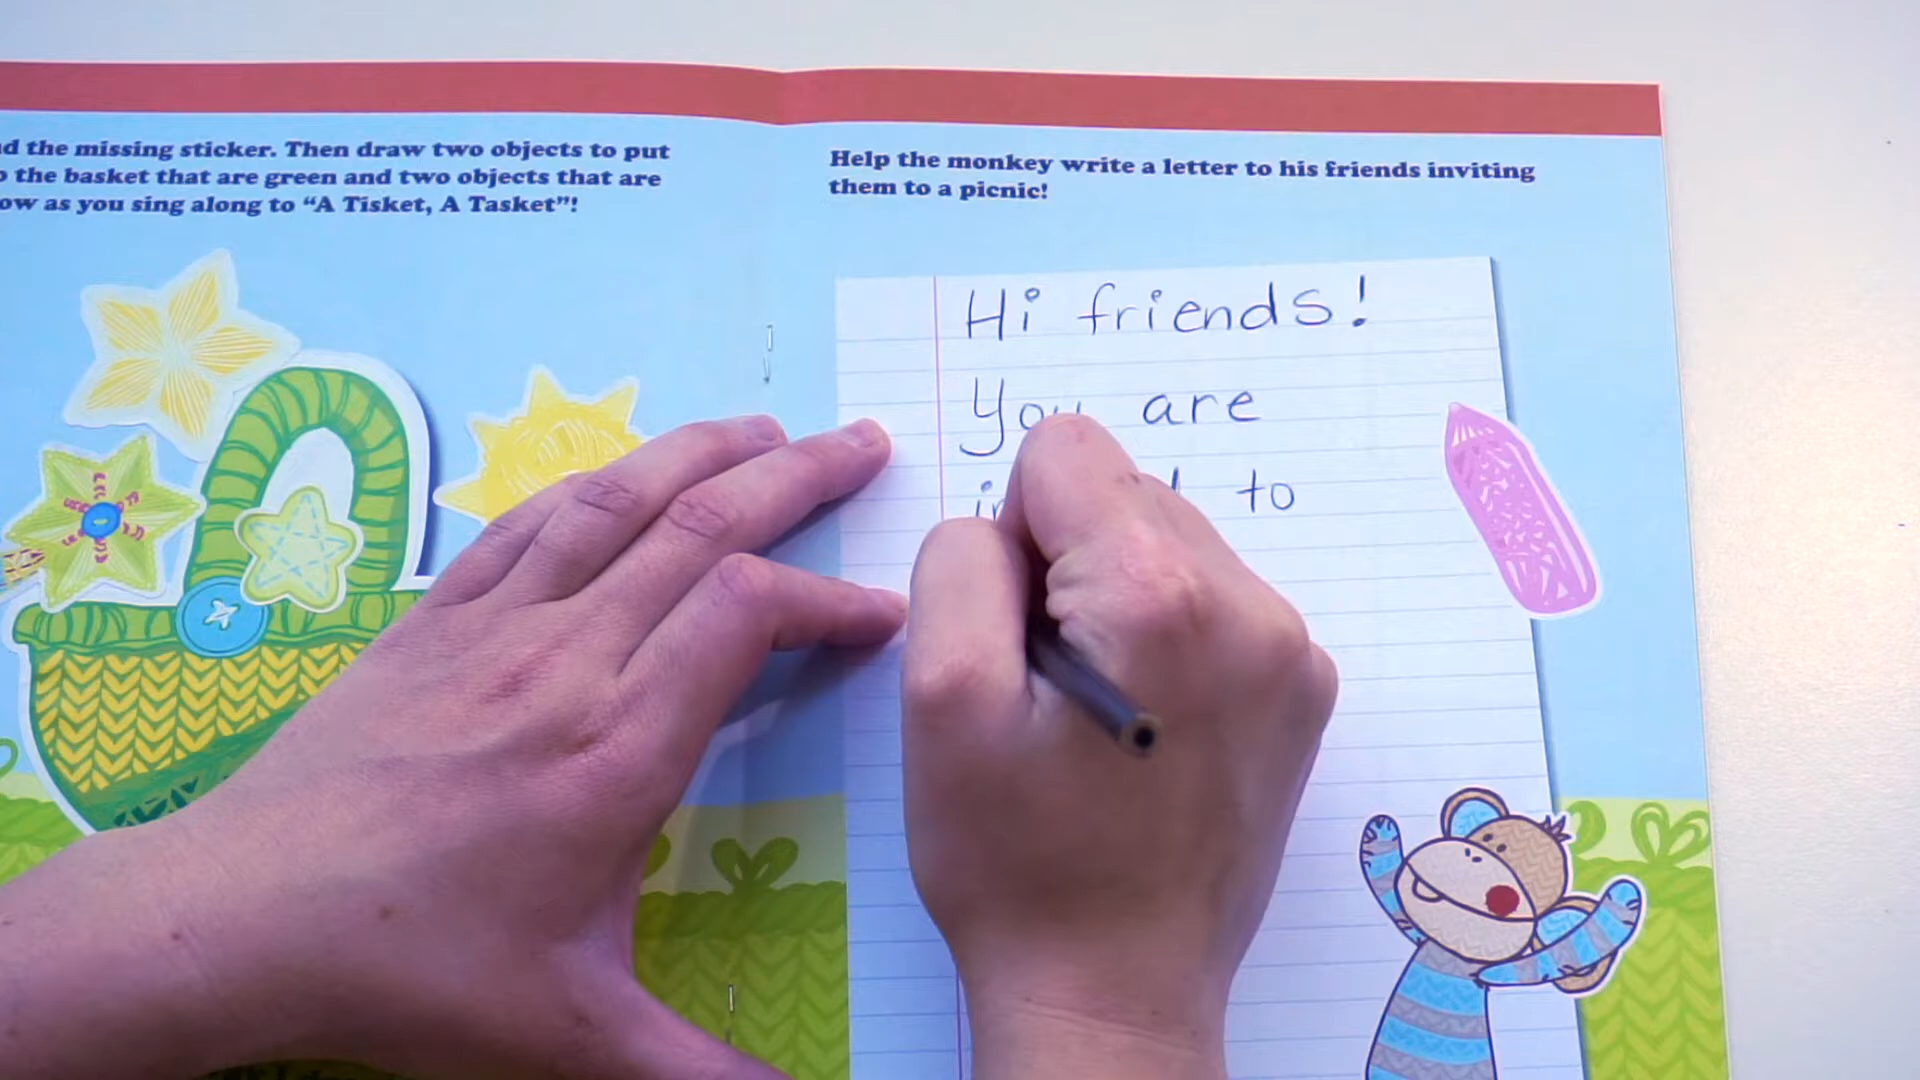 the missing sticker. Then draw two objects to put
the basket that are green and two objects that are
as you sing along to “A Tisket, A Tasket”!
Help the monkey write a letter to his friends inviting
them to a picnic!
Hi friends!
You are
to